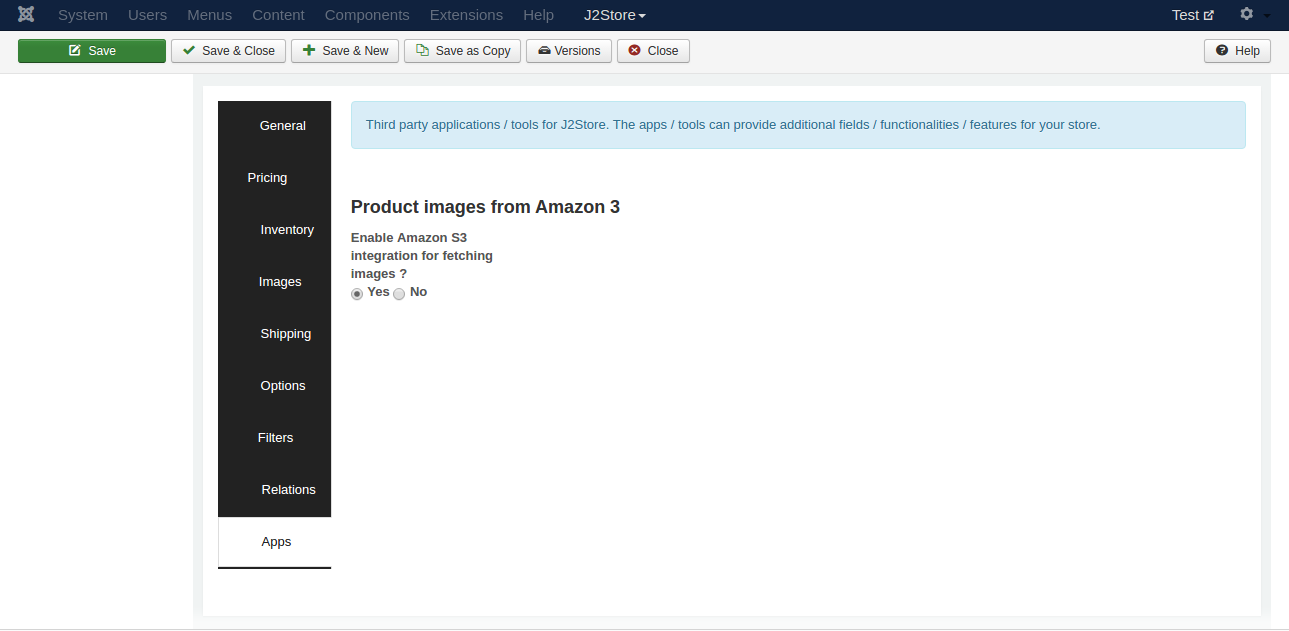 System Users Menus Content Components Extensions Help J2Store Test
Save Save & Close Save & New Save as Copy Versions Close Help
General
Pricing
Inventory
Images
Shipping
Options
Filters
Relations
Apps
Third party applications / tools for J2Store. The apps / tools can provide additional fields / functionalities / features for your store.
Product images from Amazon 3
Enable Amazon S3
integration for fetching
images ?
Yes No